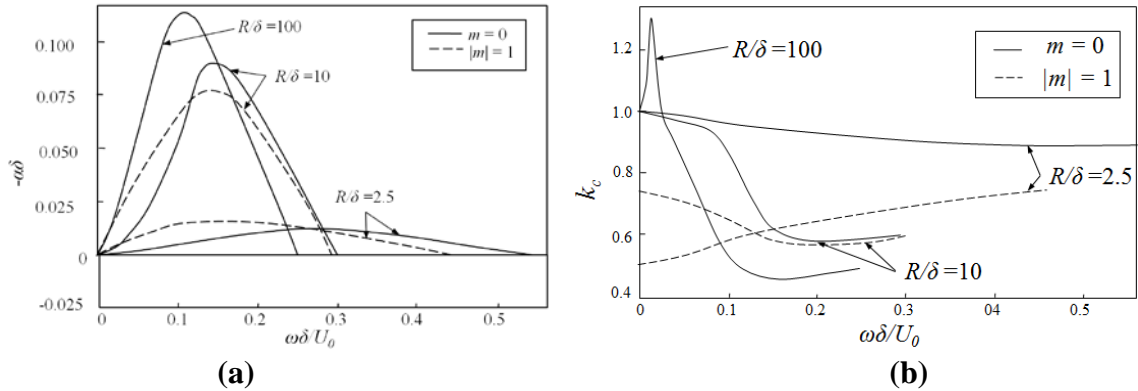 0.100
0.075
0.050
0.025
0
-0.025
-αδ
R/δ=100
R/δ=10
R/δ=2.5
m = 0
|m| = 1
0 0.1 0.2 0.3 0.4 0.5
ωδ/U₀
(a)
1.2
1.0
0.8
0.6
0.4
k_c
R/δ=100
R/δ=2.5
R/δ=10
m = 0
|m| = 1
0 0.1 0.2 0.3 04 0.5
ωδ/U₀
(b)